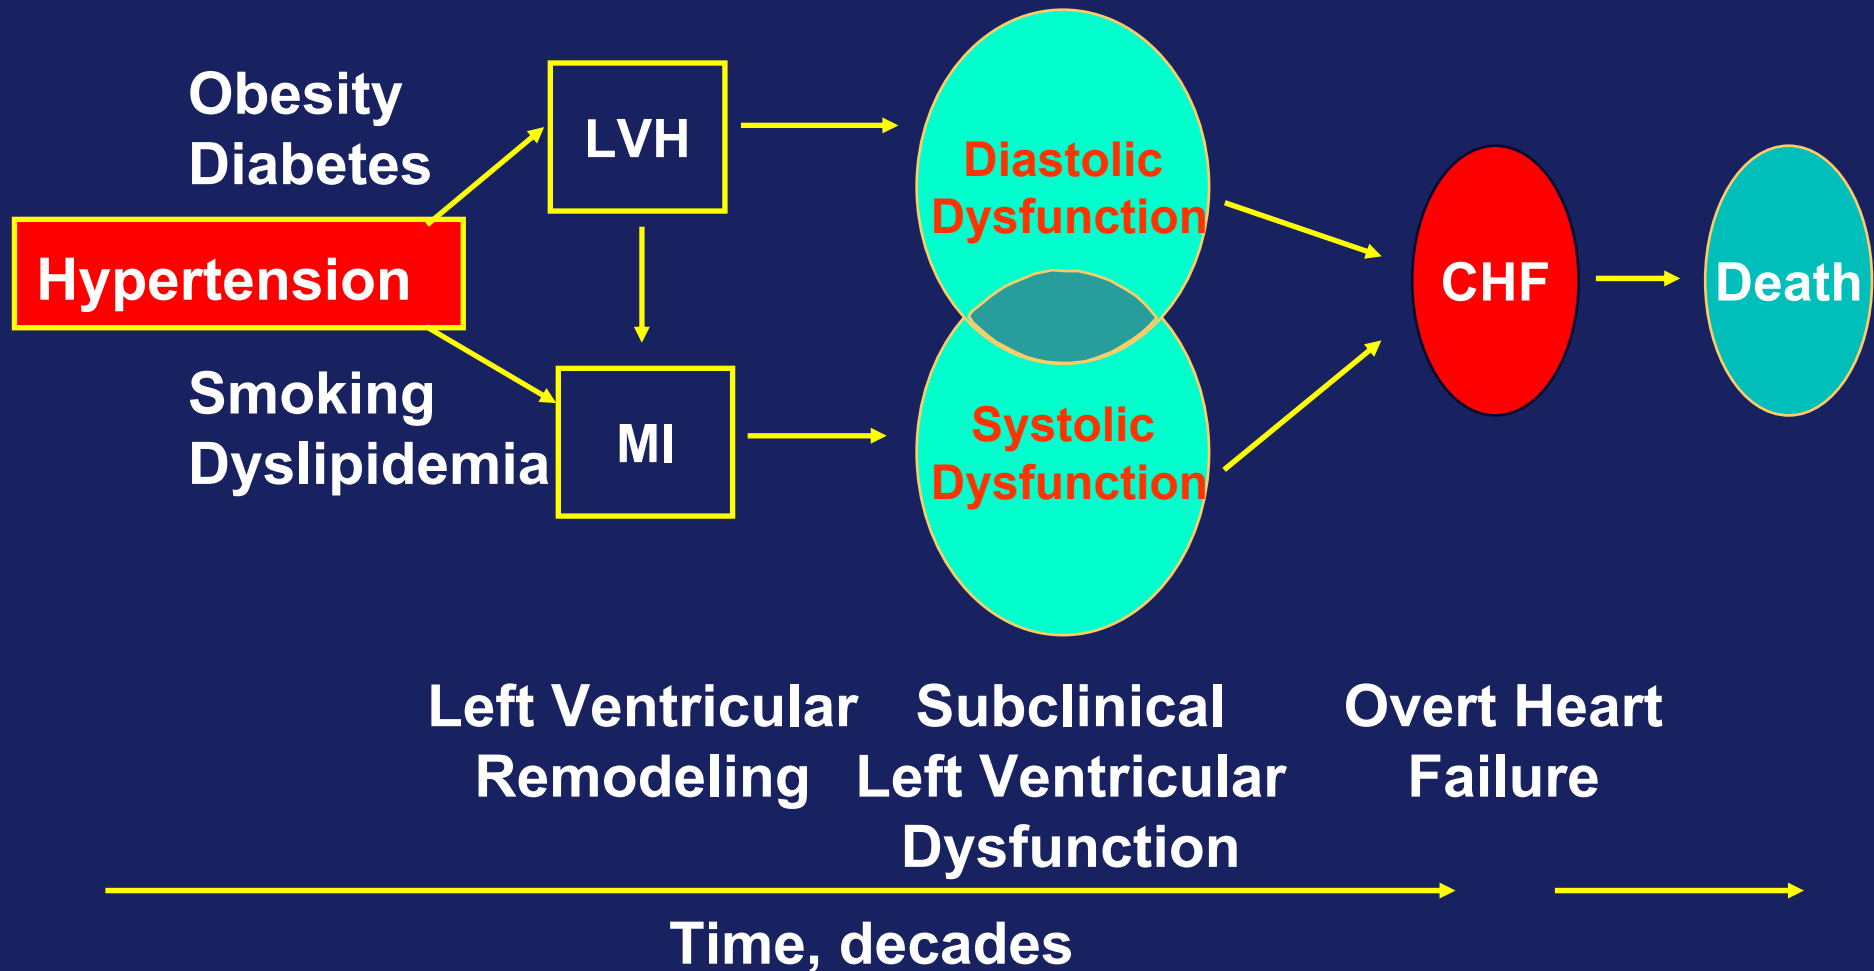 Obesity
Diabetes
Hypertension
Smoking
Dyslipidemia
LVH
MI
Diastolic
Dysfunction
Systolic
Dysfunction
CHF
Death
Left Ventricular
Remodeling
Subclinical
Left Ventricular
Dysfunction
Overt Heart
Failure
Time, decades